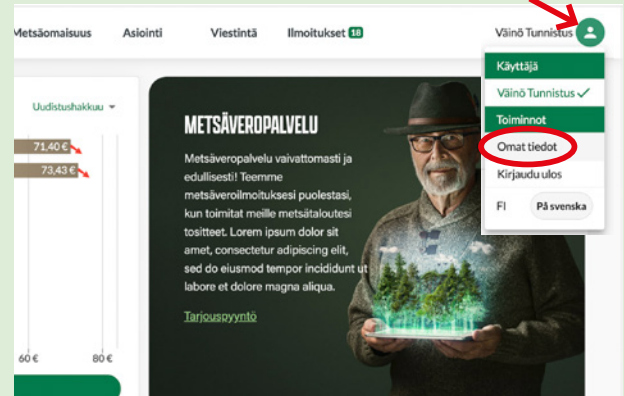 Metsäomaisuus Asiointi Viestintä Ilmoitukset 18 Väinö Tunnistus
Käyttäjä
Väinö Tunnistus ✓
Toiminnot
Omat tiedot
Kirjaudu ulos
FI På svenska
Uudistushakkuu
71,40 €
73,43 €
60 € 80 €
METSÄVEROPALVELU
Metsäveropalvelu vaivattomasti ja
edullisesti! Teemme
metsäveroilmoituksesi puolestasi,
kun toimitat meille metsätaloutesi
tositteet. Lorem ipsum dolor sit
amet, consectetur adipiscing elit,
sed do eiusmod tempor incididunt ut
labore et dolore magna aliqua.
Tarjouspyyntö